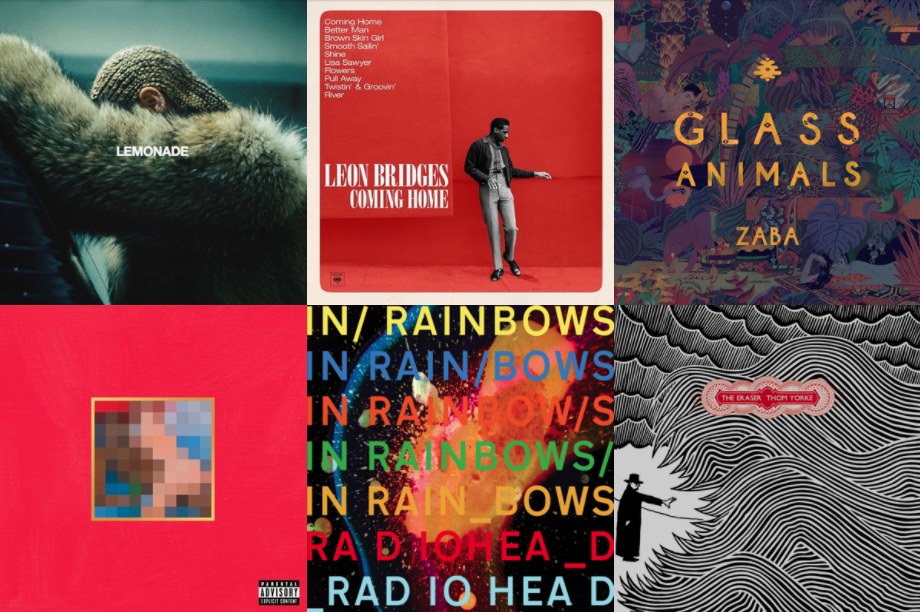 LEMONADE
Coming Home
Better Man
Brown Skin Girl
Smooth Sailin'
Shine
Lisa Sawyer
Flowers
Pull Away
Twistin' & Groovin'
River
LEON BRIDGES
COMING HOME
GLASS
ANIMALS
ZABA
PARENTAL
ADVISORY
EXPLICIT CONTENT
IN/ RAINBOWS
IN RAIN/BOWS
IN RAINBOW/S
IN RAINBOWS/
IN RAIN_BOWS
RA D IOHEA _D
_RAD IO HEA D
THE ERASER THOM YORKE